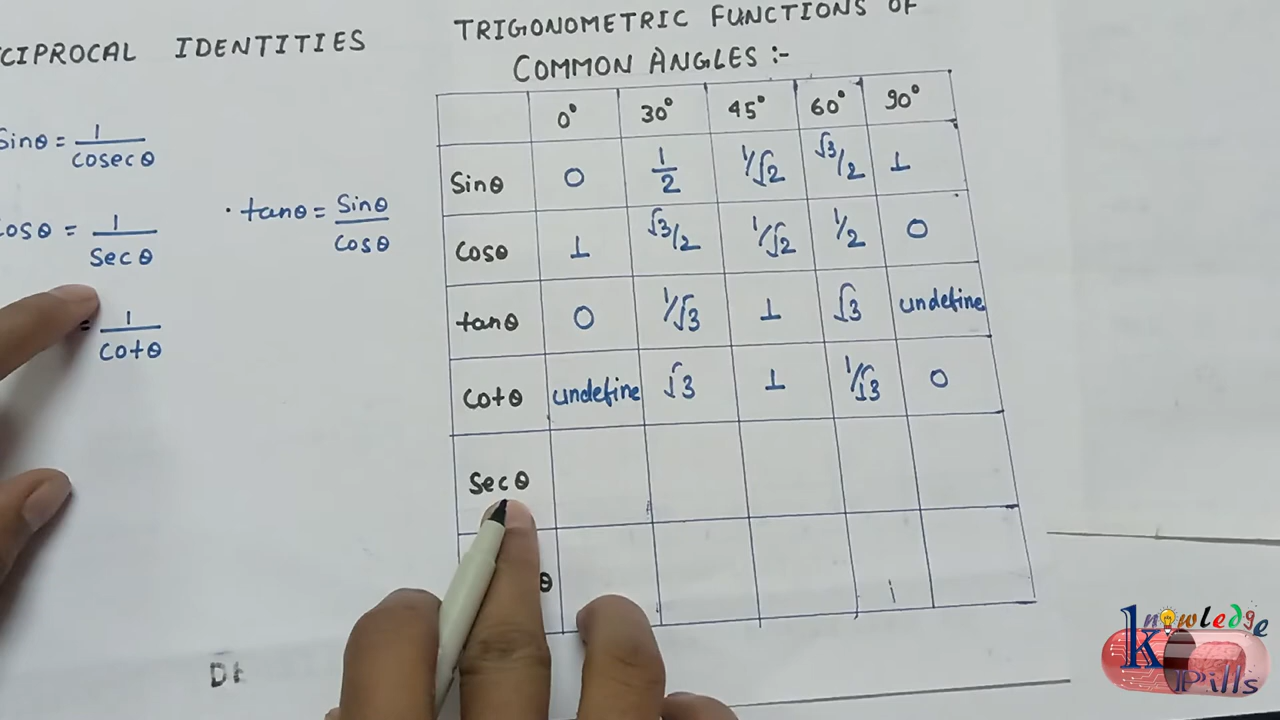 CIPROCAL IDENTITIES
Sinθ = 1/Cosecθ
Cosθ = 1/Secθ
= 1/Cotθ
· tanθ = Sinθ/Cosθ
TRIGONOMETRIC FUNCTIONS OF
COMMON ANGLES :-
0° 30° 45° 60° 90°
Sinθ 0 1/2 1/√2 √3/2 1
Cosθ 1 √3/2 1/√2 1/2 0
tanθ 0 1/√3 1 √3 undefine
Cotθ undefine √3 1 1/√3 0
Secθ
θ
Knowledge
Pills